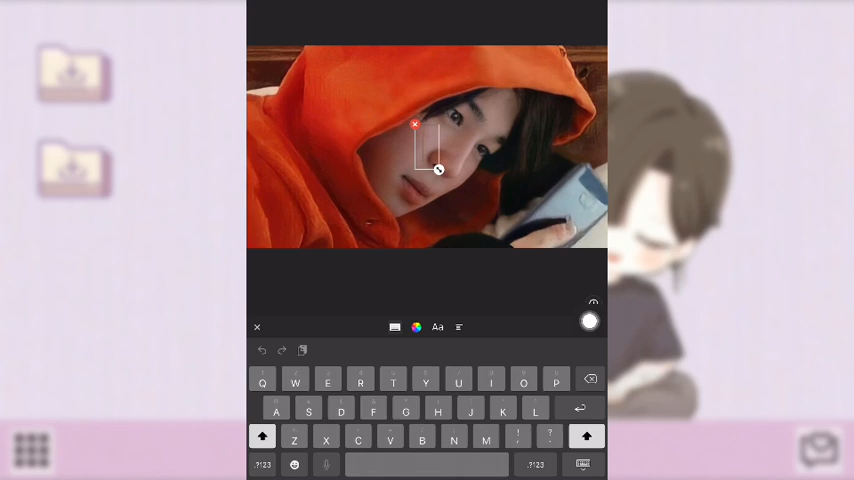 Aa
Q W E R T Y U I O P
A S D F G H J K L
Z X C V B N M ! ?
, .
.?123 .?123